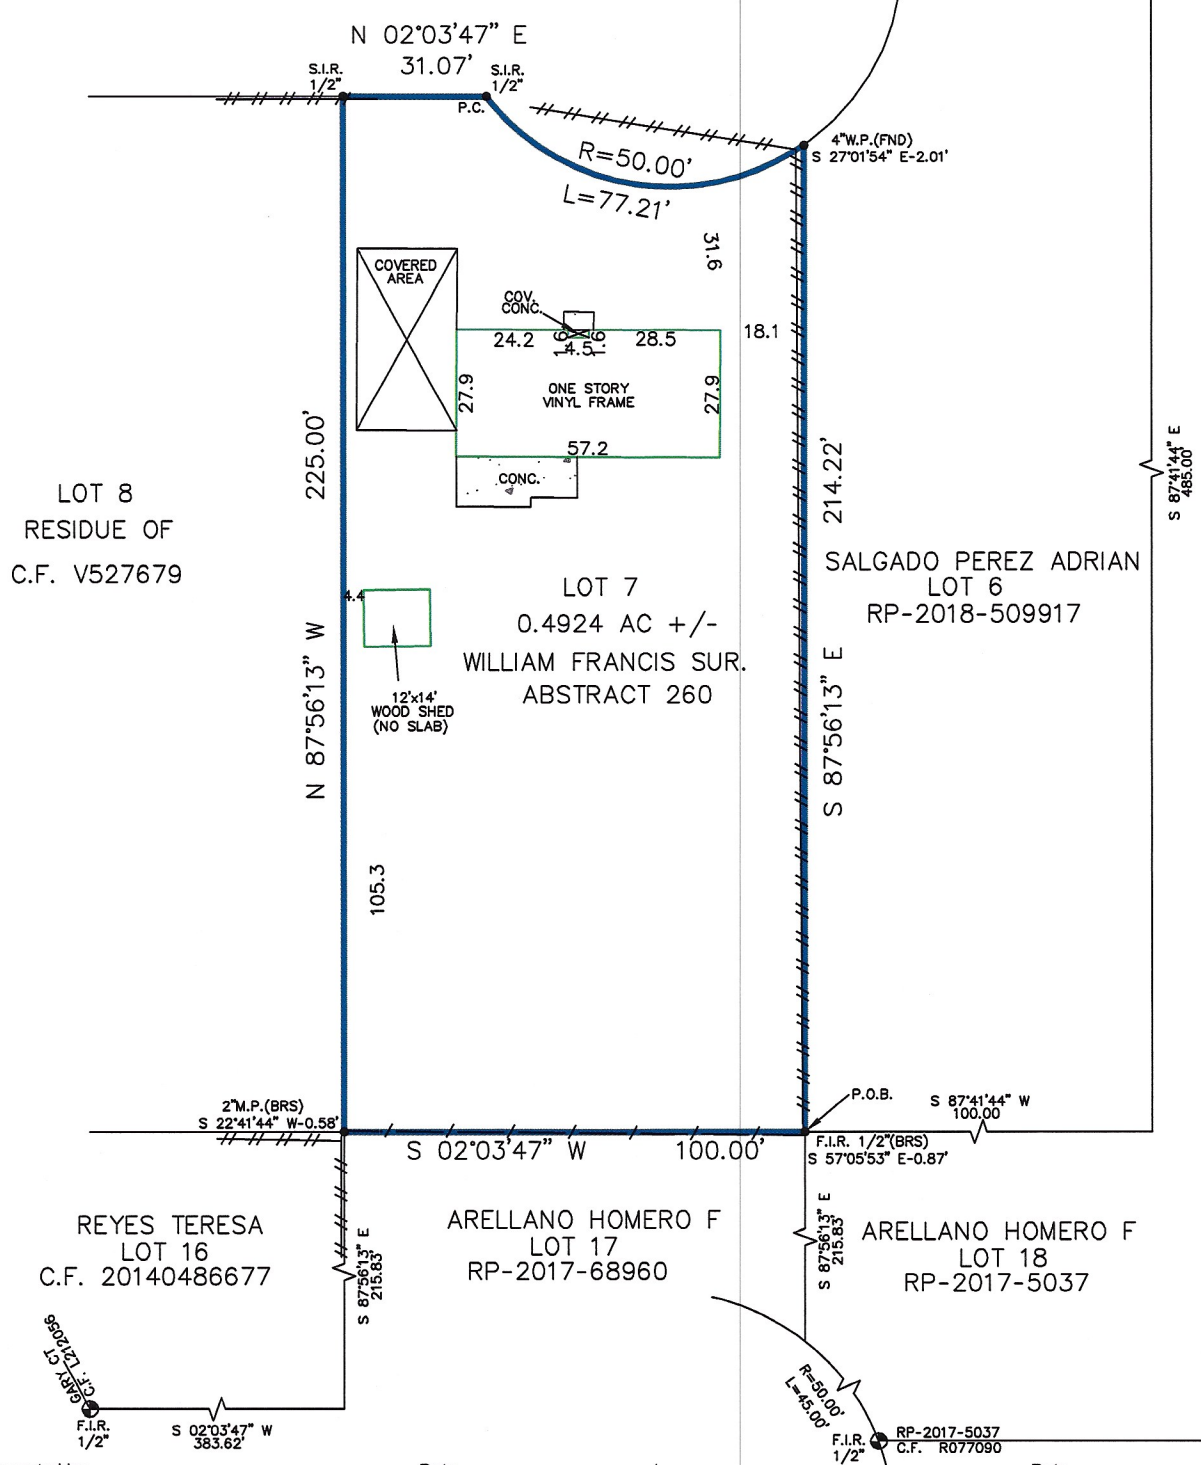 N 02°03'47" E
31.07'
S.I.R.
1/2"
S.I.R.
1/2"
P.C.
4"W.P.(FND)
S 27°01'54" E-2.01'
R=50.00'
L=77.21'
31.6
COVERED
AREA
COV.
CONC.
24.2
1.6
4.5
1.6
28.5
18.1
27.9
ONE STORY
VINYL FRAME
27.9
57.2
CONC.
225.00'
N 87°56'13" W
214.22'
S 87°56'13" E
S 87°41'44" E
485.00'
LOT 8
RESIDUE OF
C.F. V527679
SALGADO PEREZ ADRIAN
LOT 6
RP-2018-509917
LOT 7
0.4924 AC +/-
WILLIAM FRANCIS SUR.
ABSTRACT 260
4.4
12'x14'
WOOD SHED
(NO SLAB)
105.3
2"M.P.(BRS)
S 22°41'44" W-0.58'
P.O.B.
S 87°41'44" W
100.00
F.I.R. 1/2"(BRS)
S 57°05'53" E-0.87'
S 02°03'47" W 100.00'
REYES TERESA
LOT 16
C.F. 20140486677
S 87°56'13" E
215.83'
ARELLANO HOMERO F
LOT 17
RP-2017-68960
S 87°56'13" E
215.83'
ARELLANO HOMERO F
LOT 18
RP-2017-5037
GARY CT
C.F. L212056
F.I.R.
1/2"
S 02°03'47" W
383.62'
R=50.00'
L=45.00'
F.I.R.
1/2"
RP-2017-5037
C.F. R077090